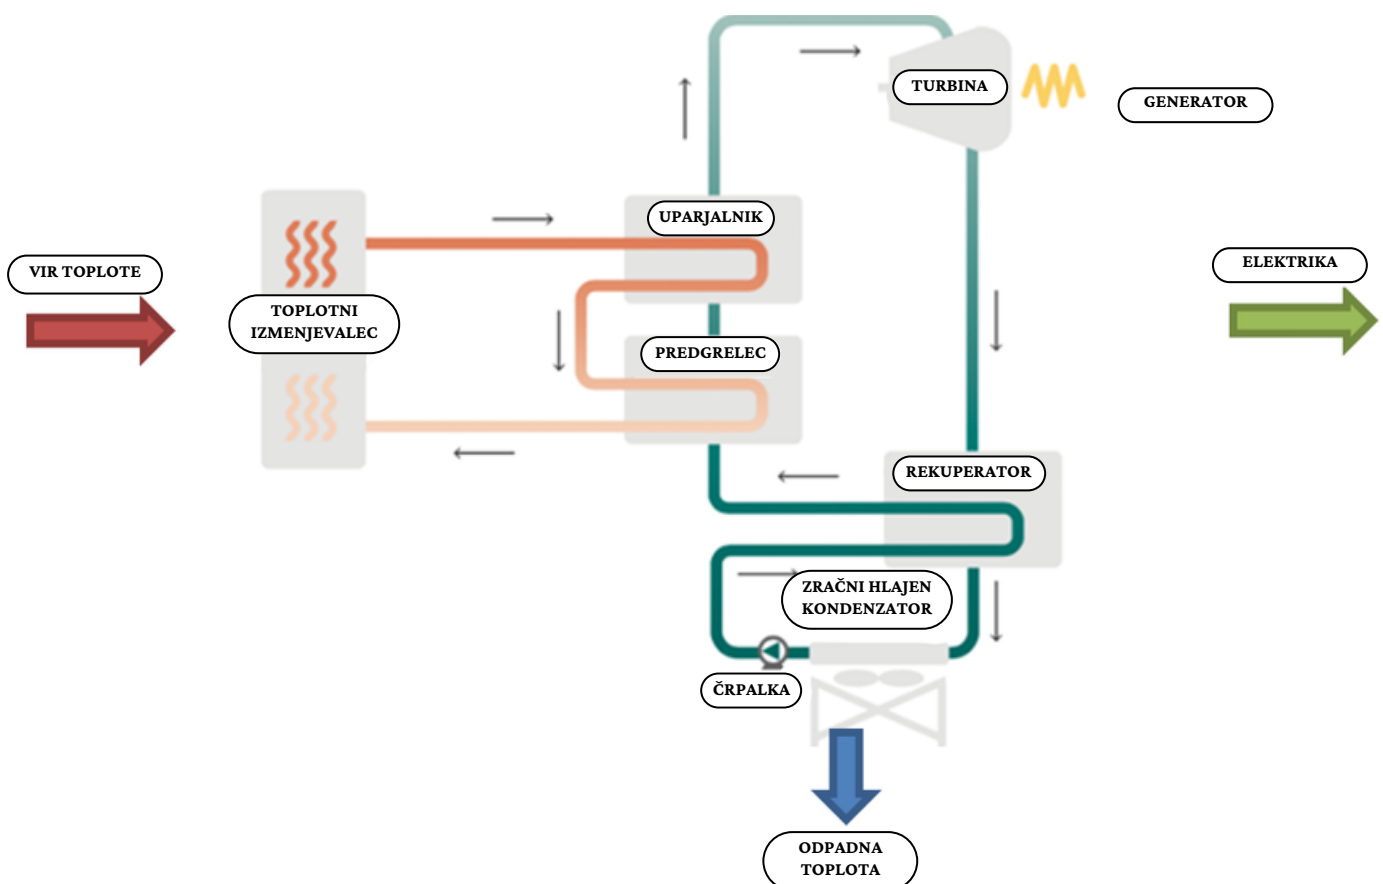 TURBINA
GENERATOR
UPARJALNIK
VIR TOPLOTE
ELEKTRIKA
TOPLOTNI
IZMENJEVALEC
PREDGRELEC
REKUPERATOR
ZRAČNI HLAJEN
KONDENZATOR
ČRPALKA
ODPADNA
TOPLOTA